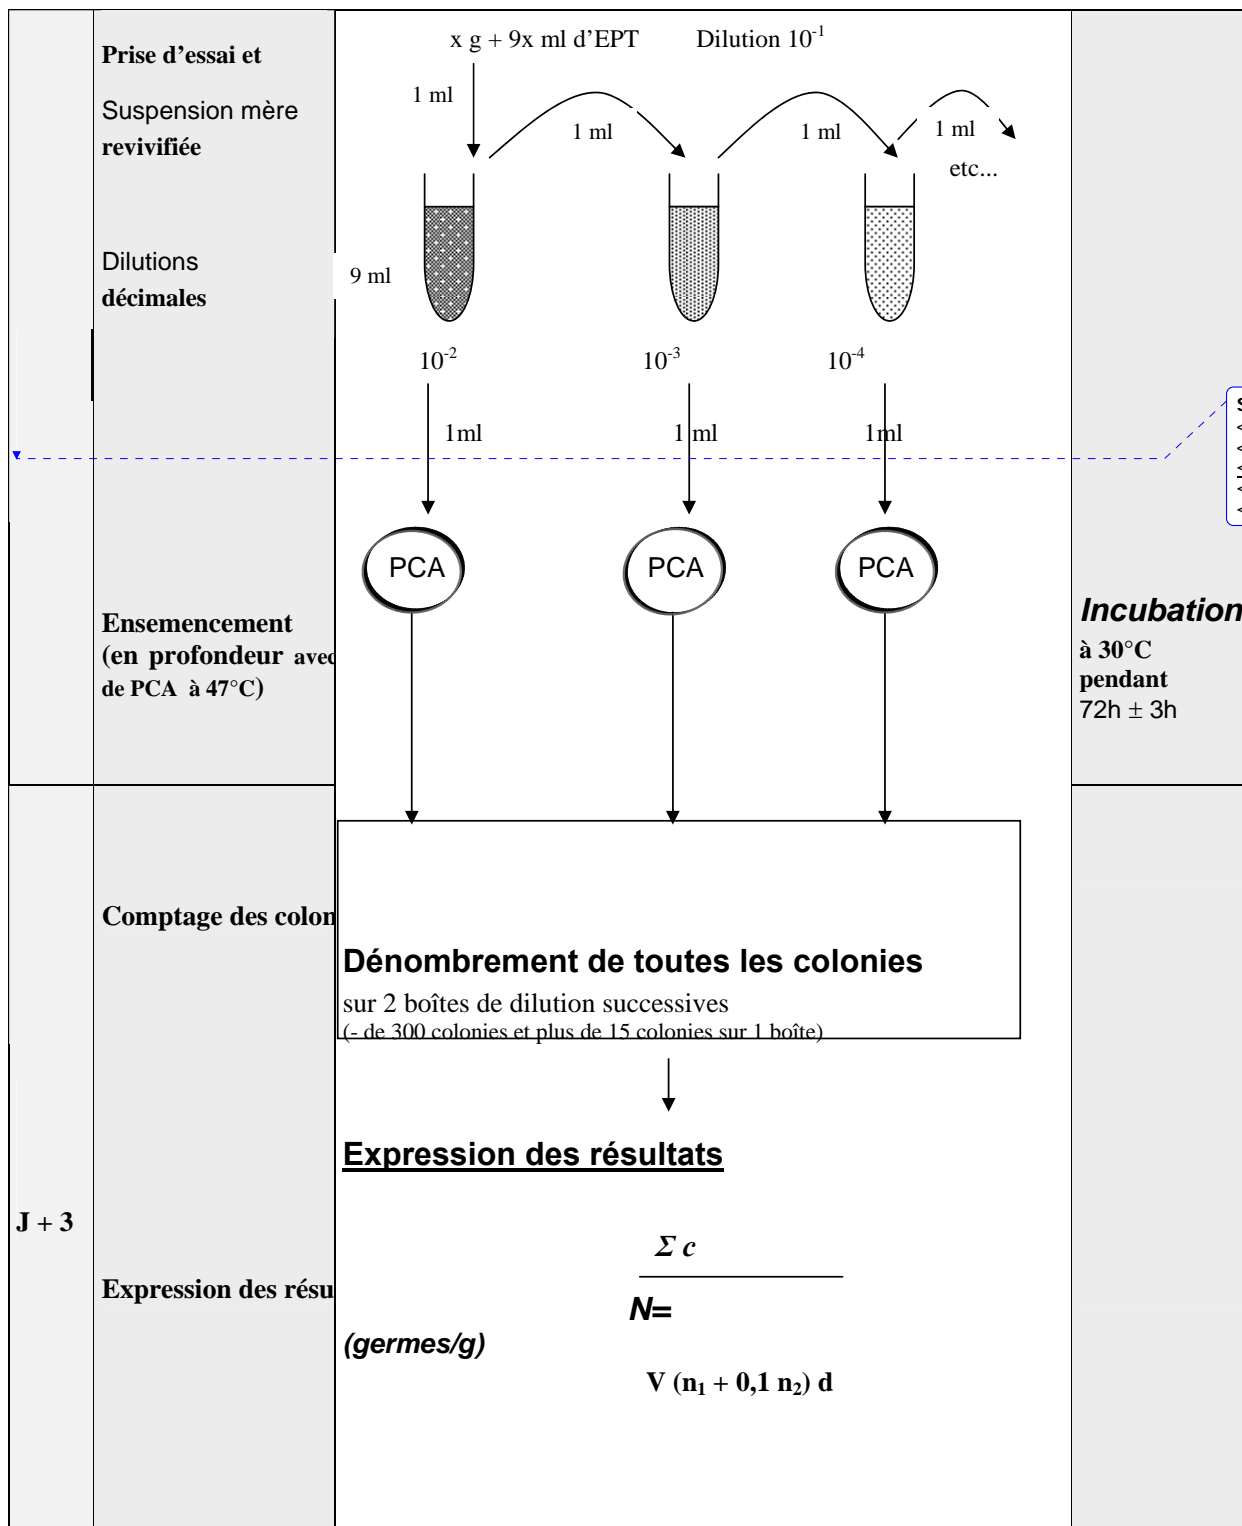 Prise d'essai et
x g + 9x ml d'EPT Dilution 10⁻¹
Suspension mère
revivifiée
1 ml
1 ml
1 ml
1 ml
etc...
Dilutions
décimales
9 ml
10⁻² 10⁻³ 10⁻⁴
1ml 1 ml 1ml
PCA PCA PCA
Ensemencement
(en profondeur avec
de PCA à 47°C)
Incubation
à 30°C
pendant
72h ± 3h
Comptage des colon
Dénombrement de toutes les colonies
sur 2 boîtes de dilution successives
(- de 300 colonies et plus de 15 colonies sur 1 boîte)
J + 3
Expression des résu
Expression des résultats
Σ c
N=
(germes/g)
V (n₁ + 0,1 n₂) d